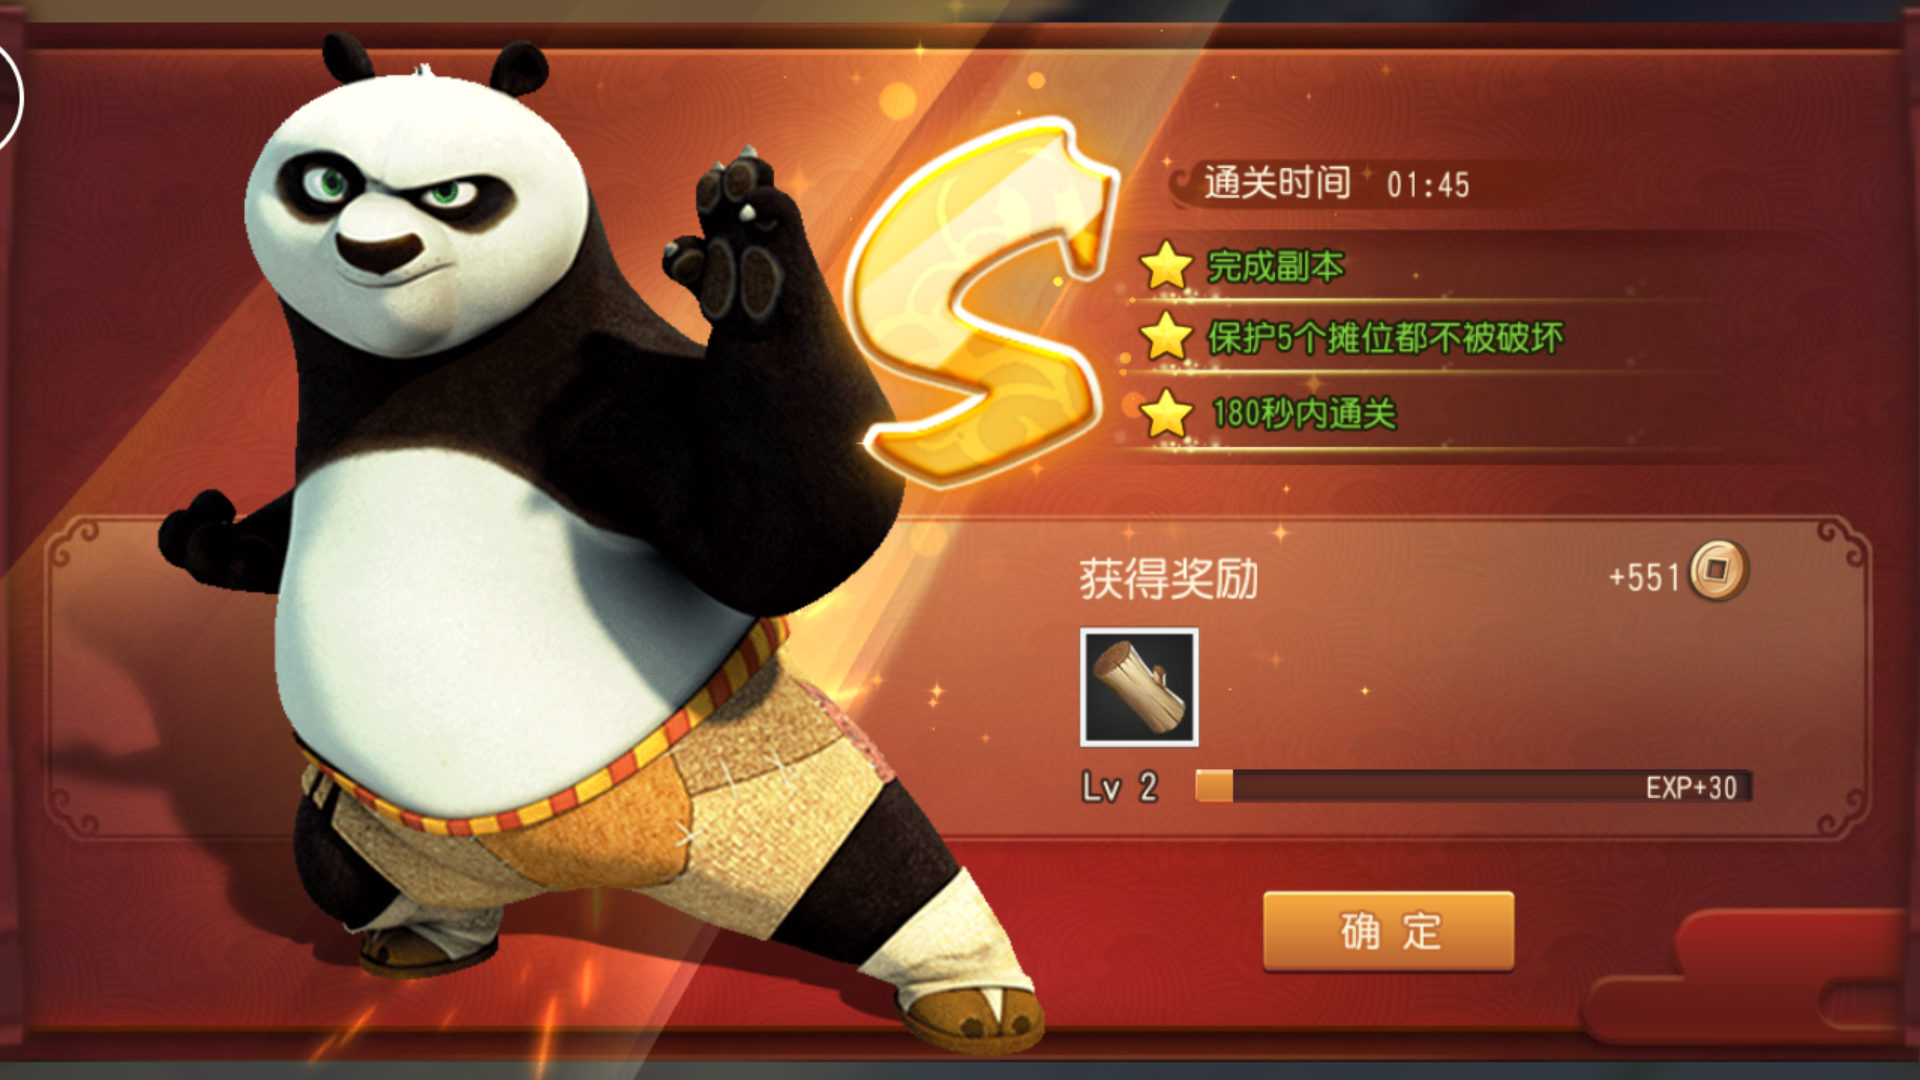 S
通关时间 01:45
完成副本
保护5个摊位都不被破坏
180秒内通关
获得奖励 +551
Lv 2 EXP+30
确定